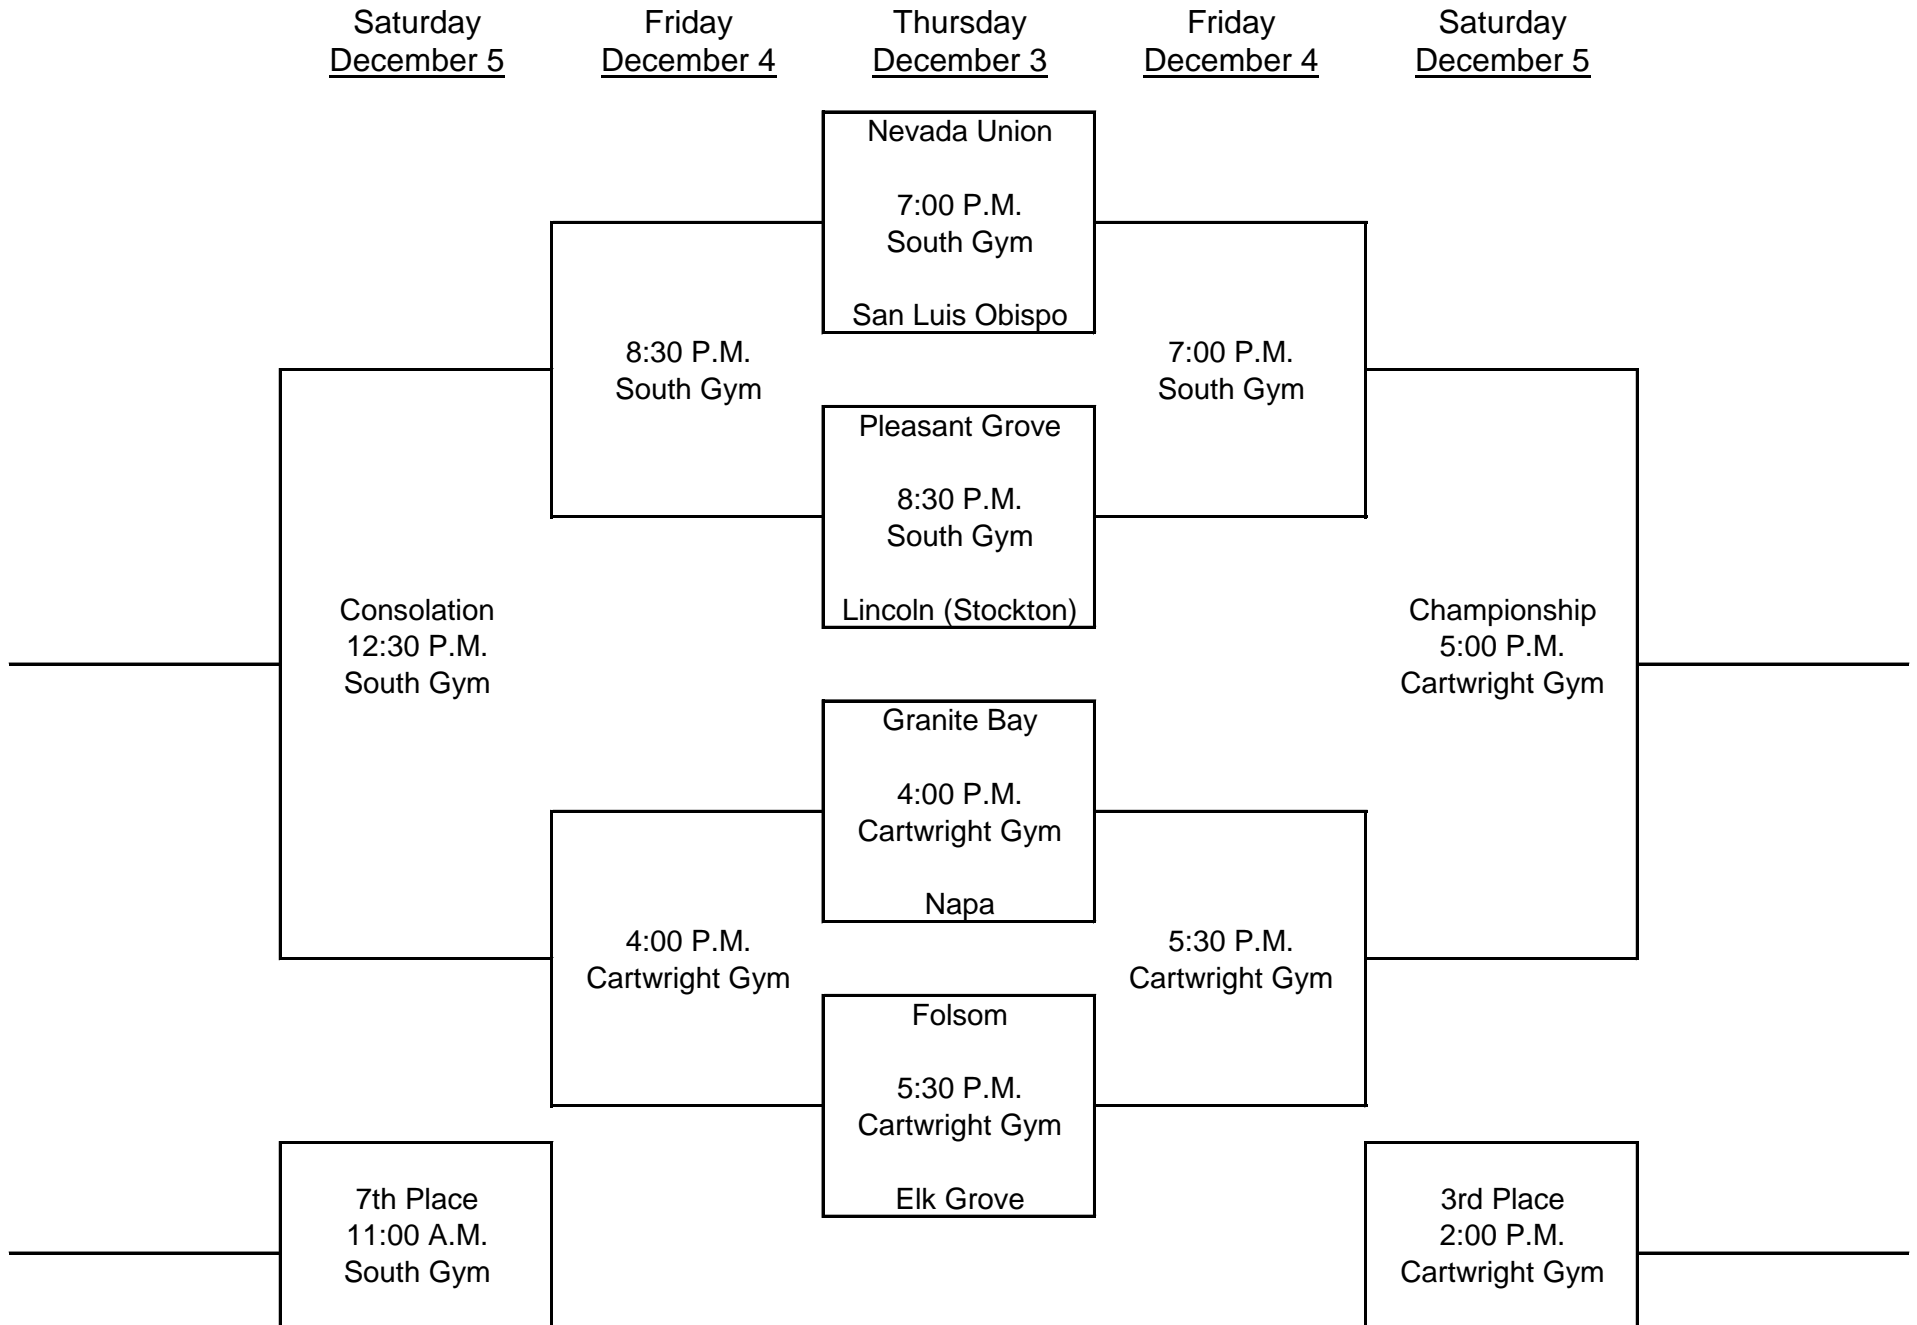 Saturday
December 5
Friday
December 4
Thursday
December 3
Friday
December 4
Saturday
December 5
Nevada Union
7:00 P.M.
South Gym
San Luis Obispo
8:30 P.M.
South Gym
7:00 P.M.
South Gym
Pleasant Grove
8:30 P.M.
South Gym
Lincoln (Stockton)
Consolation
12:30 P.M.
South Gym
Championship
5:00 P.M.
Cartwright Gym
Granite Bay
4:00 P.M.
Cartwright Gym
Napa
4:00 P.M.
Cartwright Gym
5:30 P.M.
Cartwright Gym
Folsom
5:30 P.M.
Cartwright Gym
Elk Grove
7th Place
11:00 A.M.
South Gym
3rd Place
2:00 P.M.
Cartwright Gym